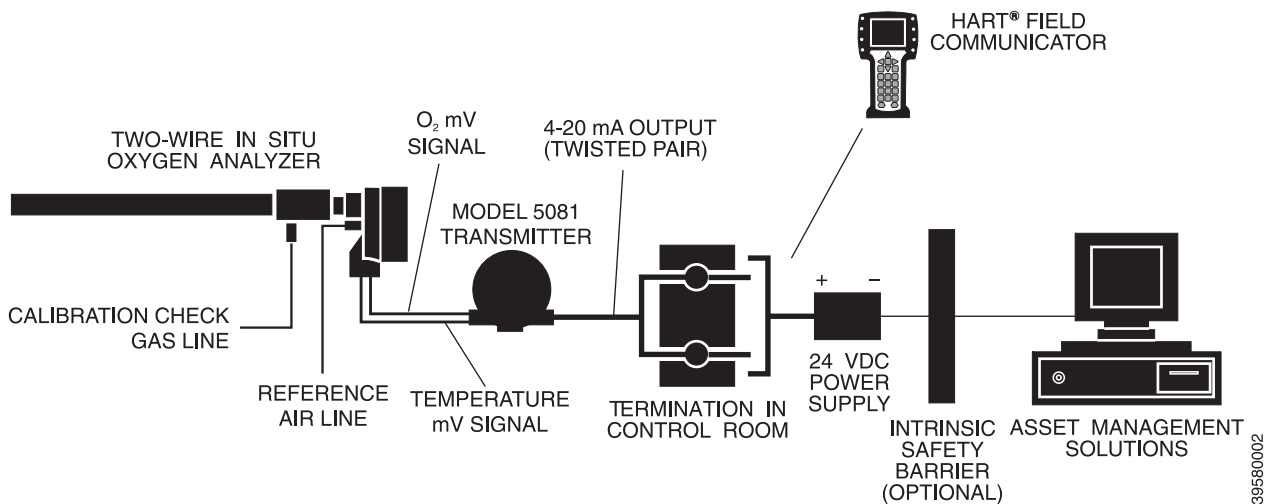 HART® FIELD
COMMUNICATOR
O₂ mV
SIGNAL
4-20 mA OUTPUT
(TWISTED PAIR)
TWO-WIRE IN SITU
OXYGEN ANALYZER
MODEL 5081
TRANSMITTER
+ −
CALIBRATION CHECK
GAS LINE
REFERENCE
AIR LINE
TEMPERATURE
mV SIGNAL
TERMINATION IN
CONTROL ROOM
24 VDC
POWER
SUPPLY
INTRINSIC
SAFETY
BARRIER
(OPTIONAL)
ASSET MANAGEMENT
SOLUTIONS
39580002